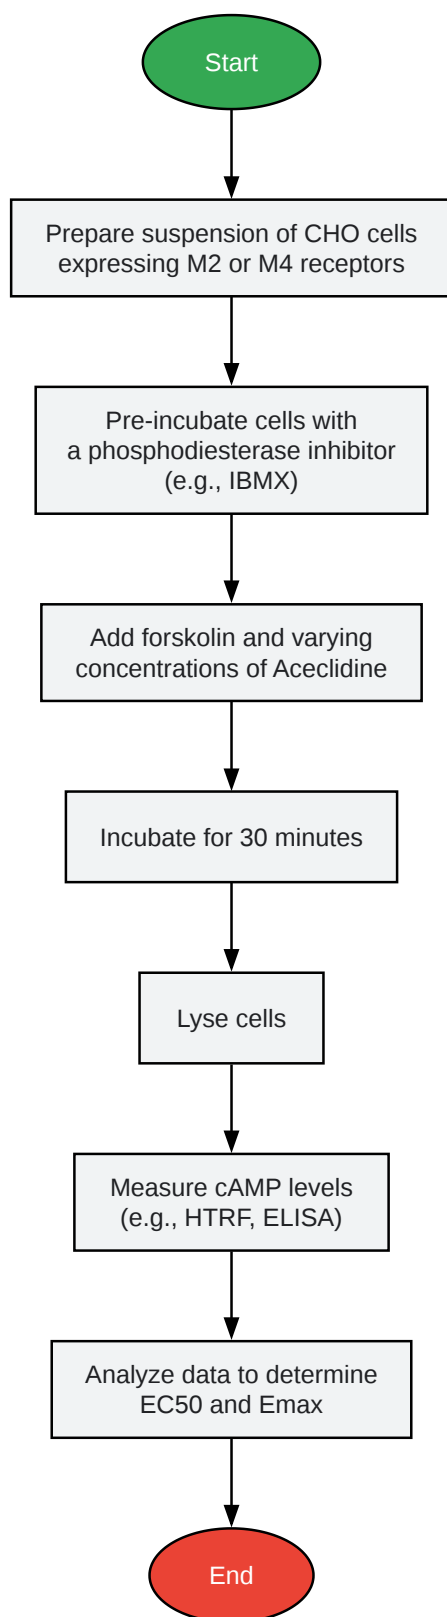 Start
Prepare suspension of CHO cells
expressing M2 or M4 receptors
Pre-incubate cells with
a phosphodiesterase inhibitor
(e.g., IBMX)
Add forskolin and varying
concentrations of Aceclidine
Incubate for 30 minutes
Lyse cells
Measure cAMP levels
(e.g., HTRF, ELISA)
Analyze data to determine
EC50 and Emax
End